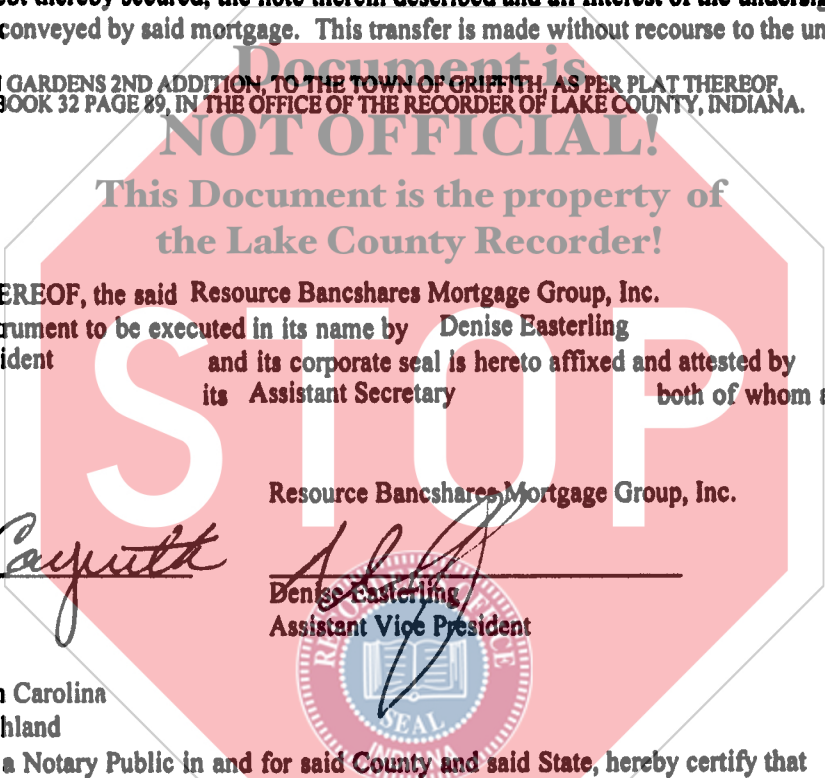 conveyed by said mortgage. This transfer is made without recourse to the un
Document is
GARDENS 2ND ADDITION, TO THE TOWN OF GRIFFITH, AS PER PLAT THEREOF,
BOOK 32 PAGE 89, IN THE OFFICE OF THE RECORDER OF LAKE COUNTY, INDIANA.
NOT OFFICIAL!
This Document is the property of
the Lake County Recorder!
EREOF, the said Resource Bancshares Mortgage Group, Inc.
rument to be executed in its name by Denise Easterling
ident and its corporate seal is hereto affixed and attested by
its Assistant Secretary both of whom a
STOP
Resource Bancshares Mortgage Group, Inc.
Denise Easterling
Assistant Vice President
SEAL
INDIANA
n Carolina
hland
a Notary Public in and for said County and said State, hereby certify that